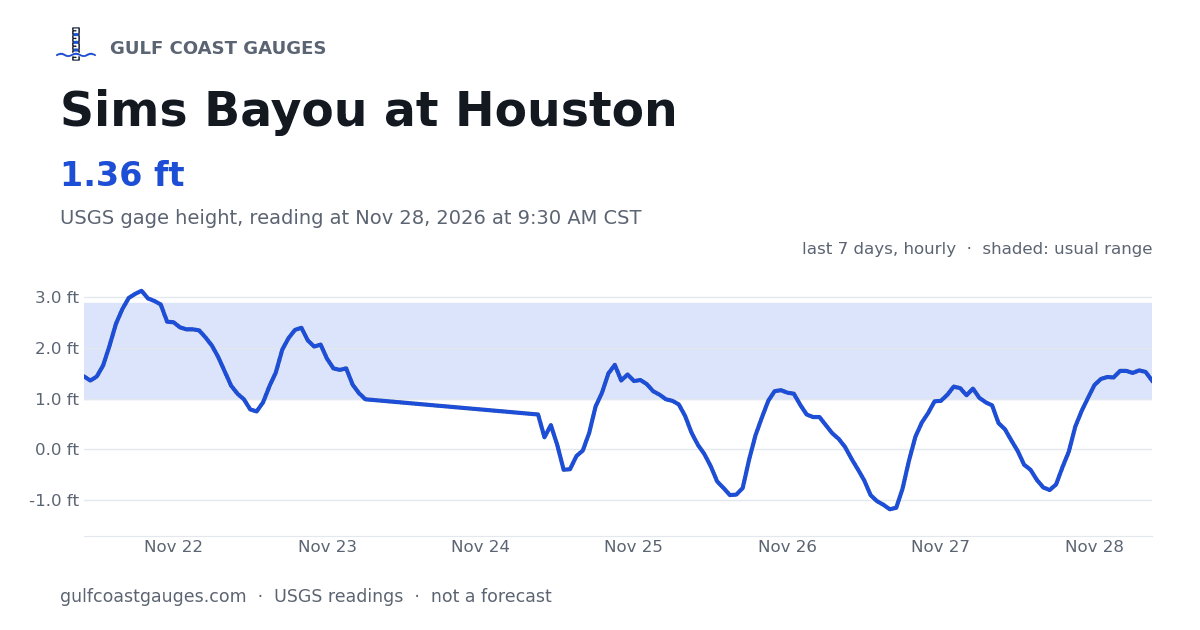 GULF COAST GAUGES
Sims Bayou at Houston
1.36 ft
USGS gage height, reading at Nov 28, 2026 at 9:30 AM CST
last 7 days, hourly · shaded: usual range
3.0 ft
2.0 ft
1.0 ft
0.0 ft
-1.0 ft
Nov 22 Nov 23 Nov 24 Nov 25 Nov 26 Nov 27 Nov 28
gulfcoastgauges.com · USGS readings · not a forecast